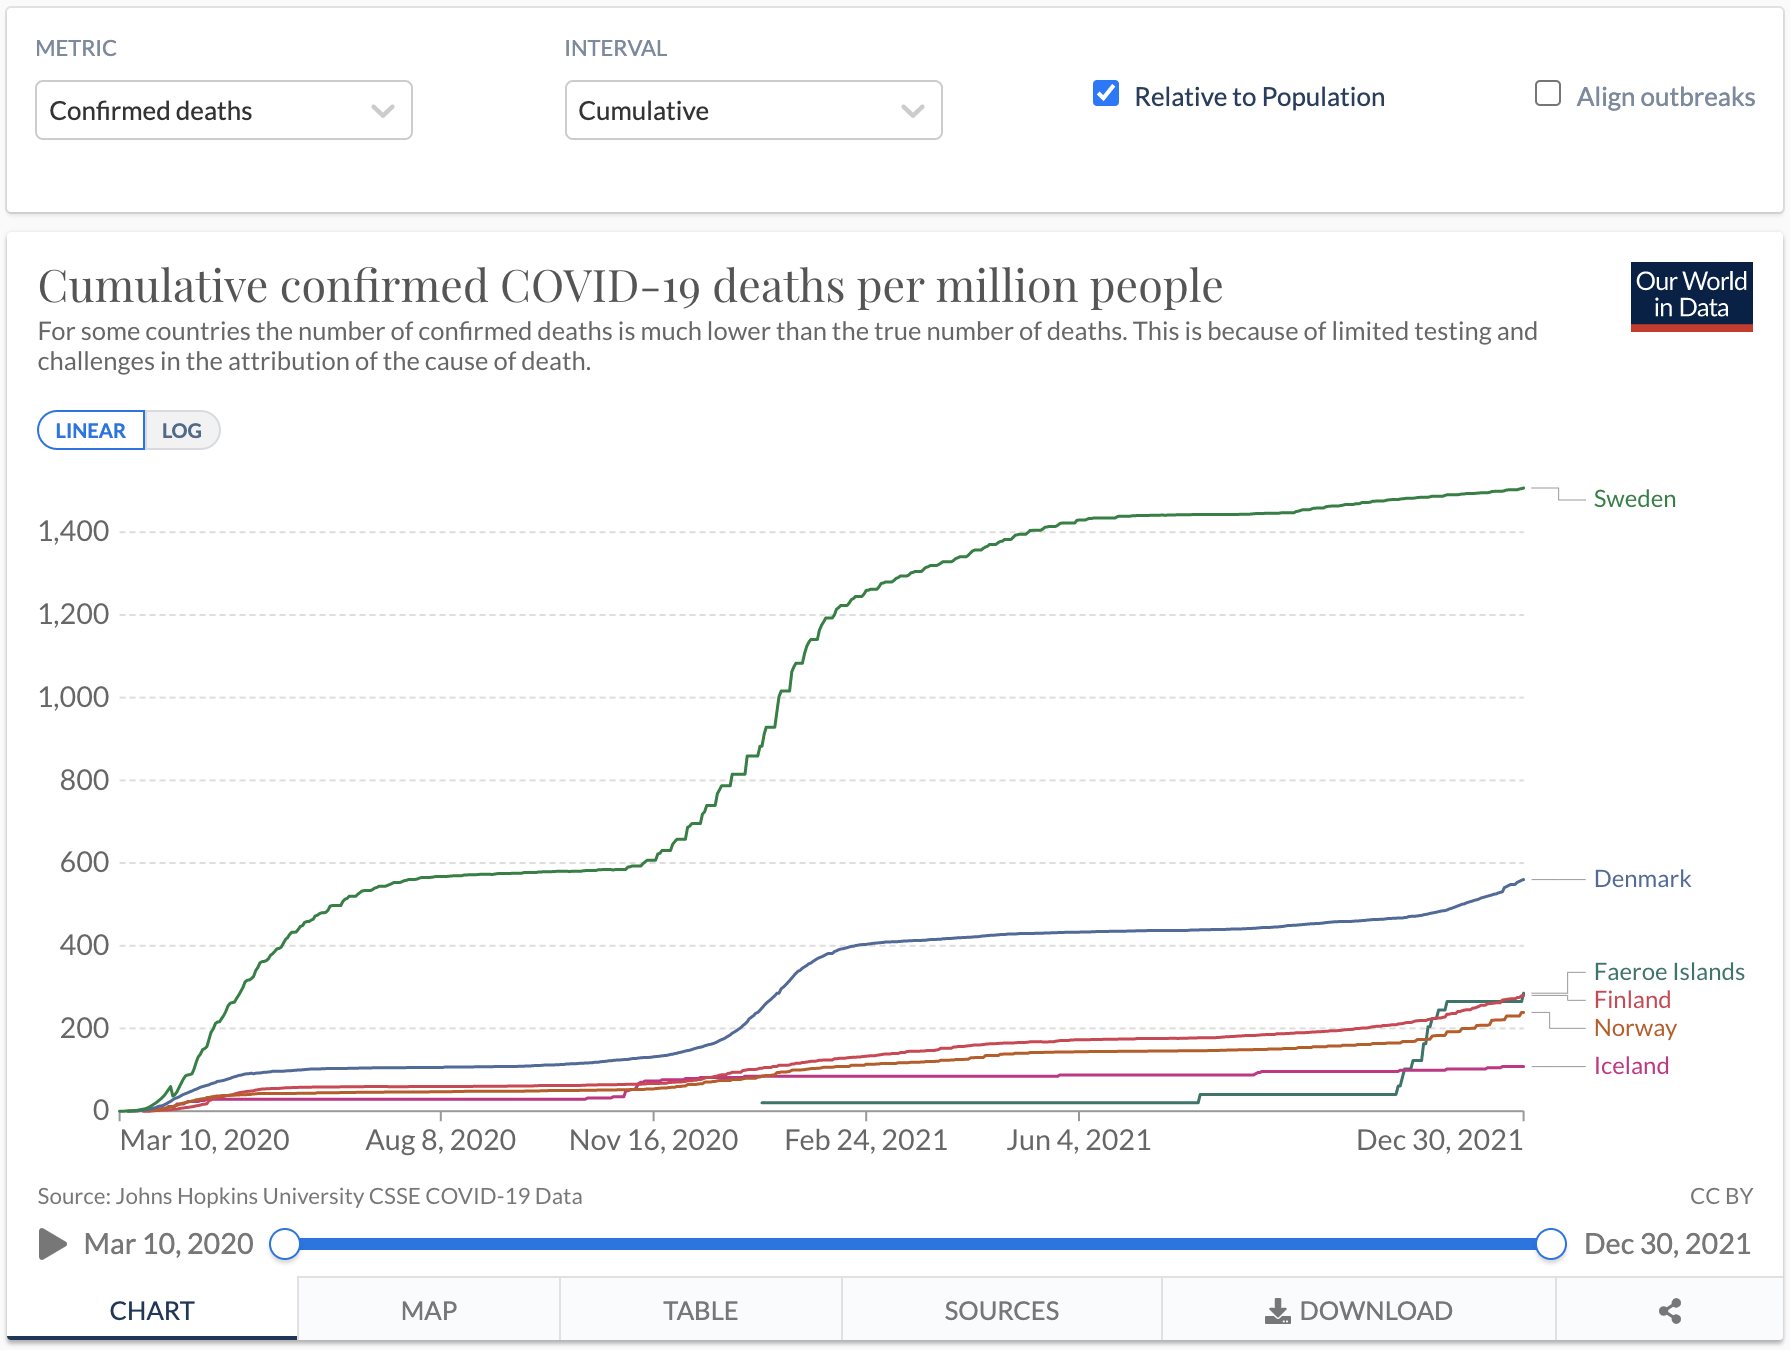 METRIC
INTERVAL
Confirmed deaths
Cumulative
Relative to Population
Align outbreaks
Cumulative confirmed COVID-19 deaths per million people
Our World
in Data
For some countries the number of confirmed deaths is much lower than the true number of deaths. This is because of limited testing and
challenges in the attribution of the cause of death.
LINEAR
LOG
1,400
1,200
1,000
800
600
400
200
0
Sweden
Denmark
Faeroe Islands
Finland
Norway
Iceland
Mar 10, 2020
Aug 8, 2020
Nov 16, 2020
Feb 24, 2021
Jun 4, 2021
Dec 30, 2021
Source: Johns Hopkins University CSSE COVID-19 Data
CC BY
Mar 10, 2020
Dec 30, 2021
CHART
MAP
TABLE
SOURCES
DOWNLOAD